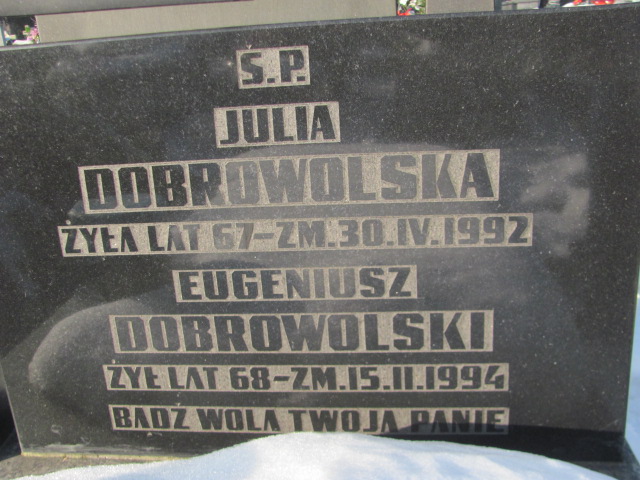 S.P.
JULIA
DOBROWOLSKA
ŻYŁA LAT 67-ZM.30.IV.1992
EUGENIUSZ
DOBROWOLSKI
ŻYŁ LAT 68-ZM.15.II.1994
BĄDŹ WOLA TWOJA PANIE